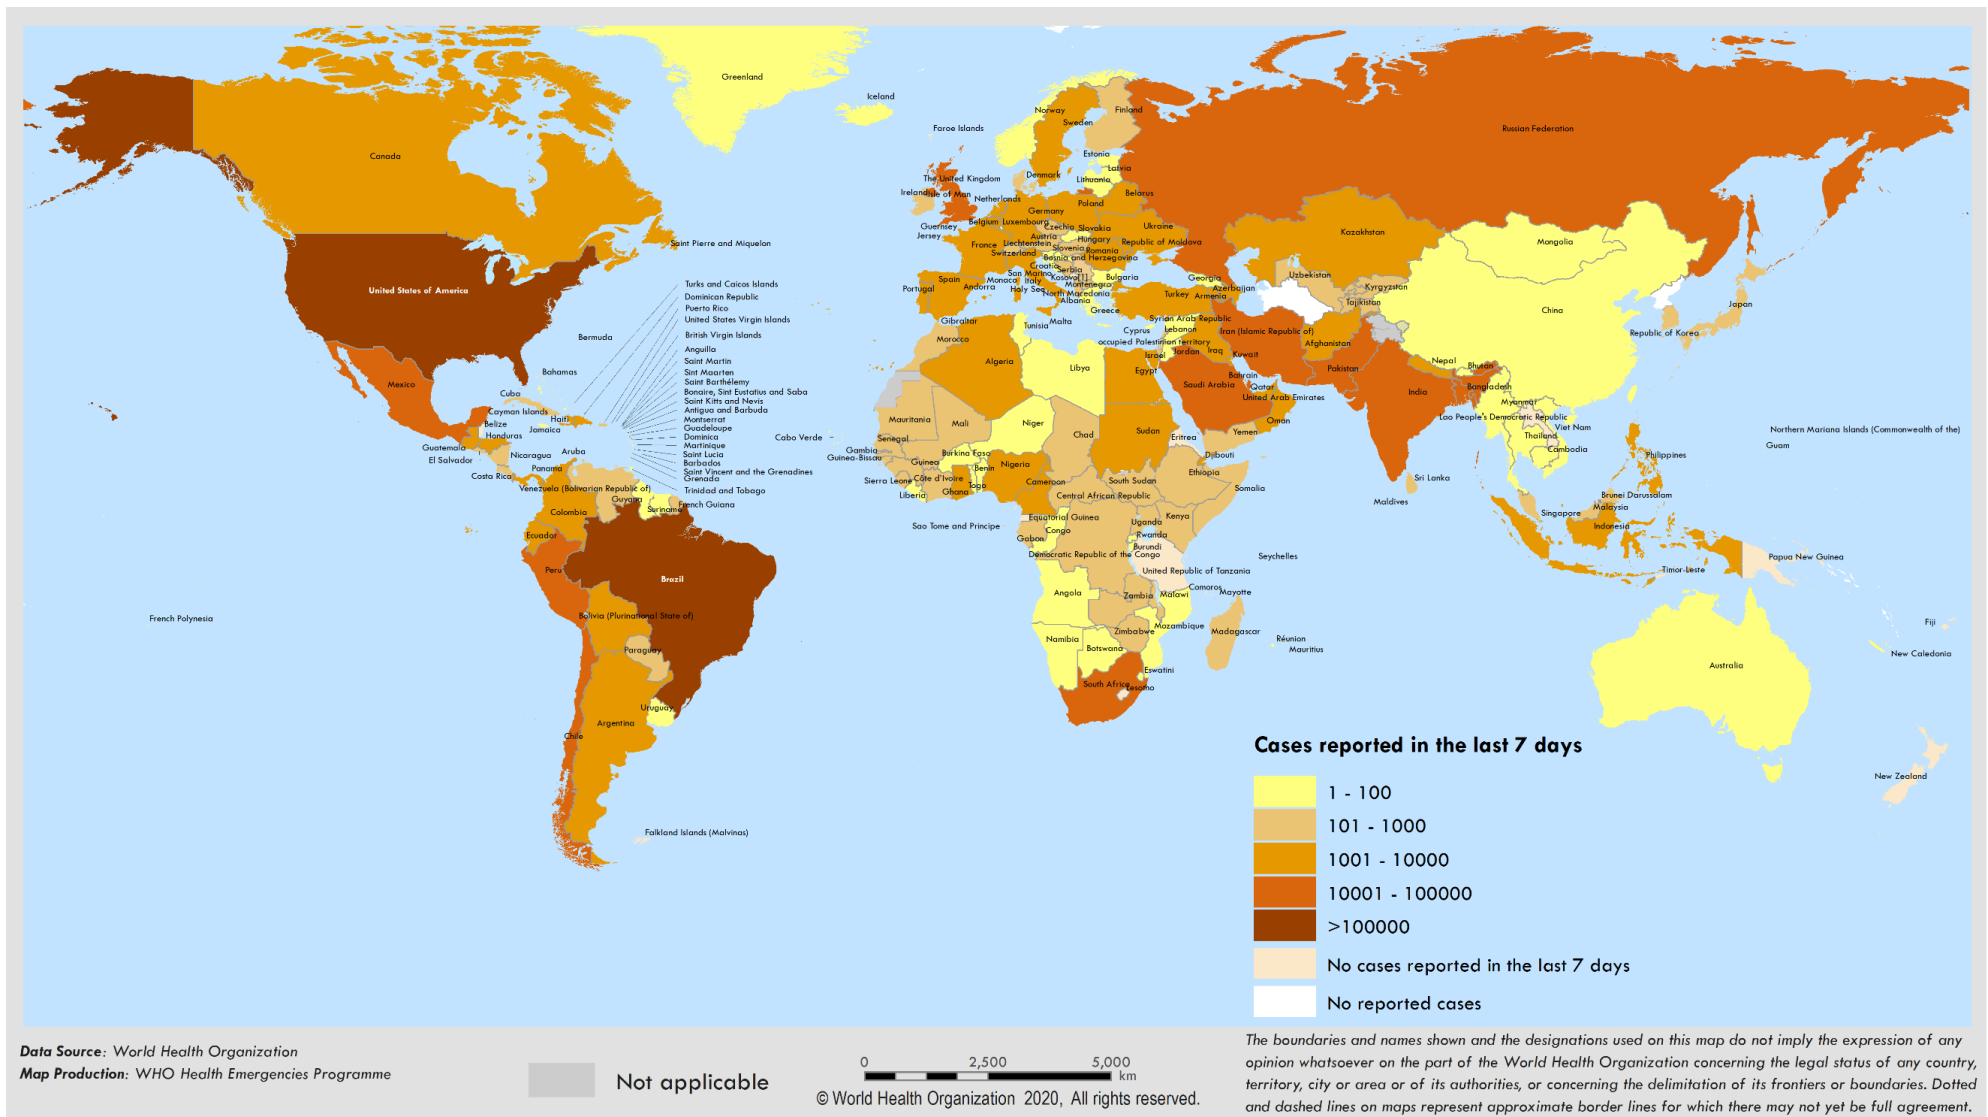 Greenland
Iceland
Faroe Islands
Norway
Sweden
Finland
Russian Federation
Canada
Estonia
Latvia
Lithuania
Denmark
The United Kingdom
Ireland
Isle of Man
Netherlands
Belarus
Poland
Germany
Guernsey
Jersey
Belgium
Luxembourg
Czechia
Slovakia
Ukraine
Austria
Hungary
France
Liechtenstein
Switzerland
Slovenia
Romania
Republic of Moldova
Bosnia and Herzegovina
Croatia
Serbia
San Marino
Kosovo[1]
Bulgaria
Monaco
Italy
Montenegro
Spain
Andorra
Holy See
North Macedonia
Albania
Portugal
Greece
Gibraltar
Malta
Tunisia
Georgia
Azerbaijan
Turkey
Armenia
Kazakhstan
Uzbekistan
Kyrgyzstan
Tajikistan
Mongolia
China
Japan
Republic of Korea
Saint Pierre and Miquelon
United States of America
Turks and Caicos Islands
Dominican Republic
Puerto Rico
United States Virgin Islands
British Virgin Islands
Anguilla
Saint Martin
Sint Maarten
Saint Barthélemy
Bonaire, Sint Eustatius and Saba
Saint Kitts and Nevis
Antigua and Barbuda
Montserrat
Guadeloupe
Dominica
Martinique
Saint Lucia
Barbados
Saint Vincent and the Grenadines
Grenada
Trinidad and Tobago
Bermuda
Bahamas
Mexico
Cuba
Cayman Islands
Haiti
Belize
Jamaica
Honduras
Guatemala
El Salvador
Nicaragua
Aruba
Costa Rica
Panama
Venezuela (Bolivarian Republic of)
Guyana
Suriname
French Guiana
Colombia
Ecuador
Peru
Brazil
Bolivia (Plurinational State of)
Paraguay
Uruguay
Argentina
Chile
Falkland Islands (Malvinas)
French Polynesia
Cyprus
Syrian Arab Republic
Lebanon
occupied Palestinian territory
Israel
Jordan
Iraq
Iran (Islamic Republic of)
Kuwait
Afghanistan
Pakistan
Nepal
Bhutan
India
Bangladesh
Myanmar
Lao People's Democratic Republic
Viet Nam
Thailand
Cambodia
Philippines
Northern Mariana Islands (Commonwealth of the)
Guam
Morocco
Algeria
Libya
Egypt
Saudi Arabia
Bahrain
Qatar
United Arab Emirates
Oman
Yemen
Mauritania
Mali
Niger
Chad
Sudan
Eritrea
Djibouti
Cabo Verde
Senegal
Gambia
Guinea-Bissau
Guinea
Burkina Faso
Benin
Nigeria
Sierra Leone
Côte d'Ivoire
Liberia
Ghana
Togo
Cameroon
Central African Republic
South Sudan
Ethiopia
Somalia
Sri Lanka
Maldives
Brunei Darussalam
Malaysia
Singapore
Indonesia
Papua New Guinea
Timor-Leste
Sao Tome and Principe
Equatorial Guinea
Congo
Gabon
Uganda
Kenya
Rwanda
Burundi
Democratic Republic of the Congo
Seychelles
United Republic of Tanzania
Angola
Zambia
Malawi
Comoros
Mayotte
Mozambique
Zimbabwe
Madagascar
Réunion
Mauritius
Namibia
Botswana
Eswatini
South Africa
Lesotho
Fiji
New Caledonia
Australia
New Zealand
Cases reported in the last 7 days
1 - 100
101 - 1000
1001 - 10000
10001 - 100000
>100000
No cases reported in the last 7 days
No reported cases
Data Source: World Health Organization
Map Production: WHO Health Emergencies Programme
Not applicable
0 2,500 5,000
km
© World Health Organization 2020, All rights reserved.
The boundaries and names shown and the designations used on this map do not imply the expression of any
opinion whatsoever on the part of the World Health Organization concerning the legal status of any country,
territory, city or area or of its authorities, or concerning the delimitation of its frontiers or boundaries. Dotted
and dashed lines on maps represent approximate border lines for which there may not yet be full agreement.